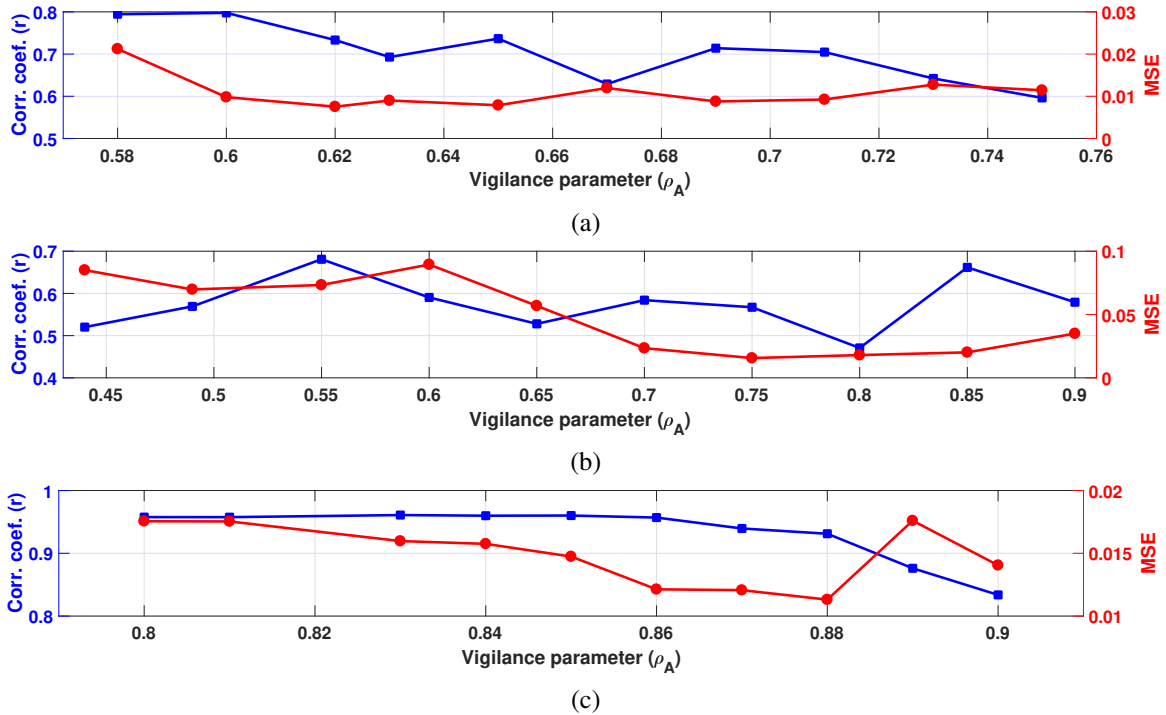 0.8 0.03
0.7 0.02
0.6 0.01
0.5 0
Corr. coef. (r)
MSE
0.58 0.6 0.62 0.64 0.66 0.68 0.7 0.72 0.74 0.76
Vigilance parameter (ρ_A)
(a)
0.7 0.1
0.6
0.05
0.5
0.4 0
Corr. coef. (r)
MSE
0.45 0.5 0.55 0.6 0.65 0.7 0.75 0.8 0.85 0.9
Vigilance parameter (ρ_A)
(b)
1 0.02
0.9 0.015
0.8 0.01
Corr. coef. (r)
MSE
0.8 0.82 0.84 0.86 0.88 0.9
Vigilance parameter (ρ_A)
(c)